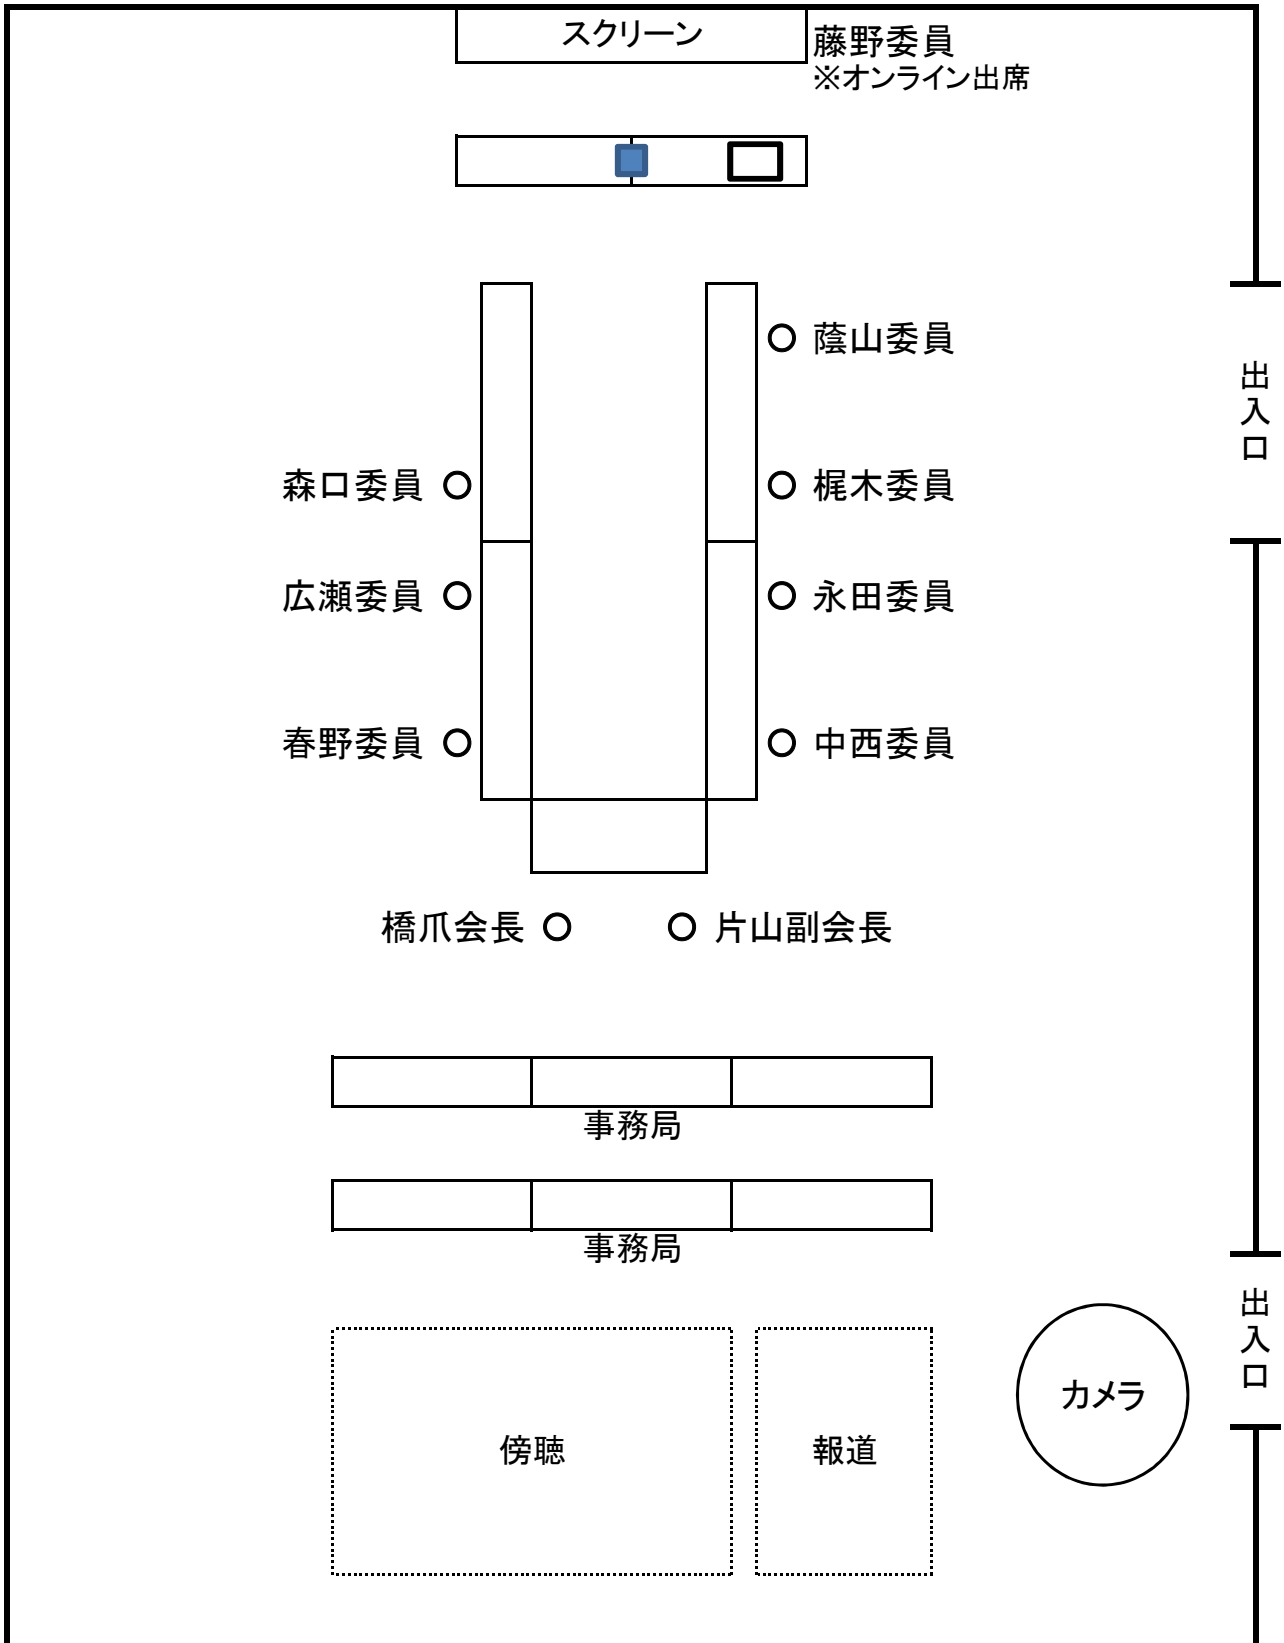 スクリーン
藤野委員
※オンライン出席
蔭山委員
出入口
森口委員
梶木委員
広瀬委員
永田委員
春野委員
中西委員
橋爪会長
片山副会長
事務局
事務局
出入口
カメラ
傍聴
報道